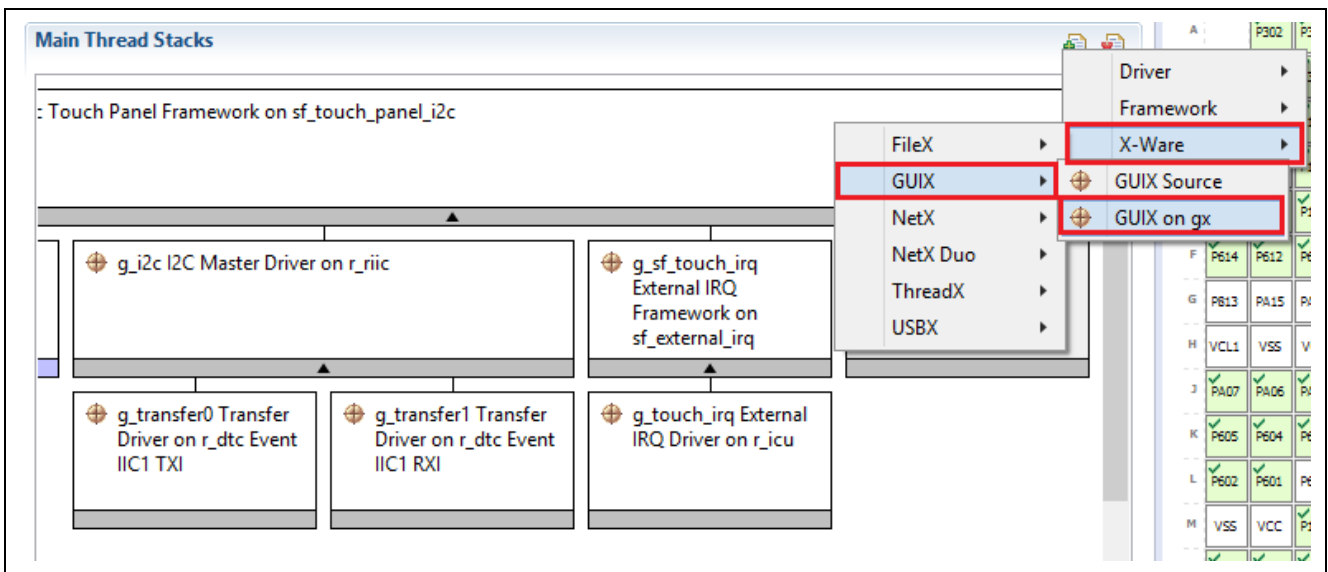 Main Thread Stacks
: Touch Panel Framework on sf_touch_panel_i2c
Driver
Framework
X-Ware
FileX
GUIX
NetX
NetX Duo
ThreadX
USBX
GUIX Source
GUIX on gx
g_i2c I2C Master Driver on r_riic
g_sf_touch_irq
External IRQ
Framework on
sf_external_irq
g_transfer0 Transfer
Driver on r_dtc Event
IIC1 TXI
g_transfer1 Transfer
Driver on r_dtc Event
IIC1 RXI
g_touch_irq External
IRQ Driver on r_icu
A P302
F P614 P612
G P613 PA15
H VCL1 VSS
J PA07 PA06
K P605 P604
L P602 P601
M VSS VCC